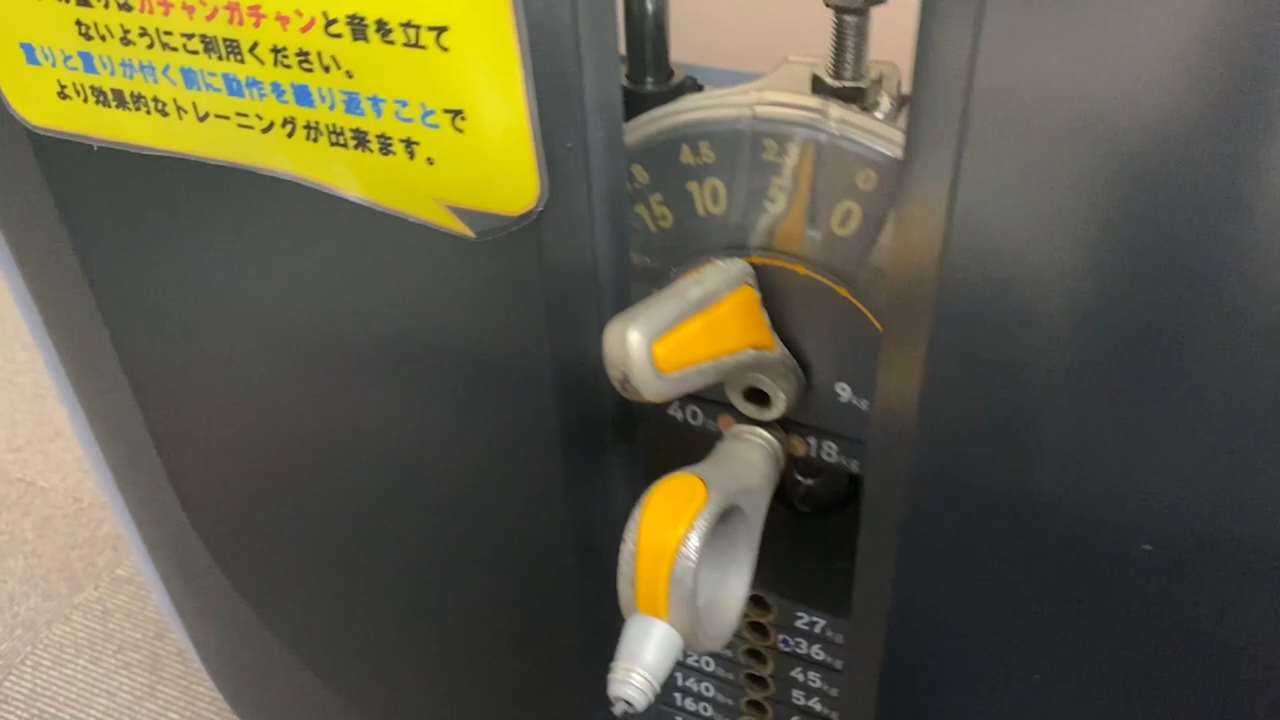 ガチャンガチャンと音を立て
ないようにご利用ください。
重りと重りが付く前に動作を繰り返すことで
より効果的なトレーニングが出来ます。
4.5 0
15 10 5 0
9kg
40 18kg
27kg
36kg
45kg
140lbs 54kg
160lbs